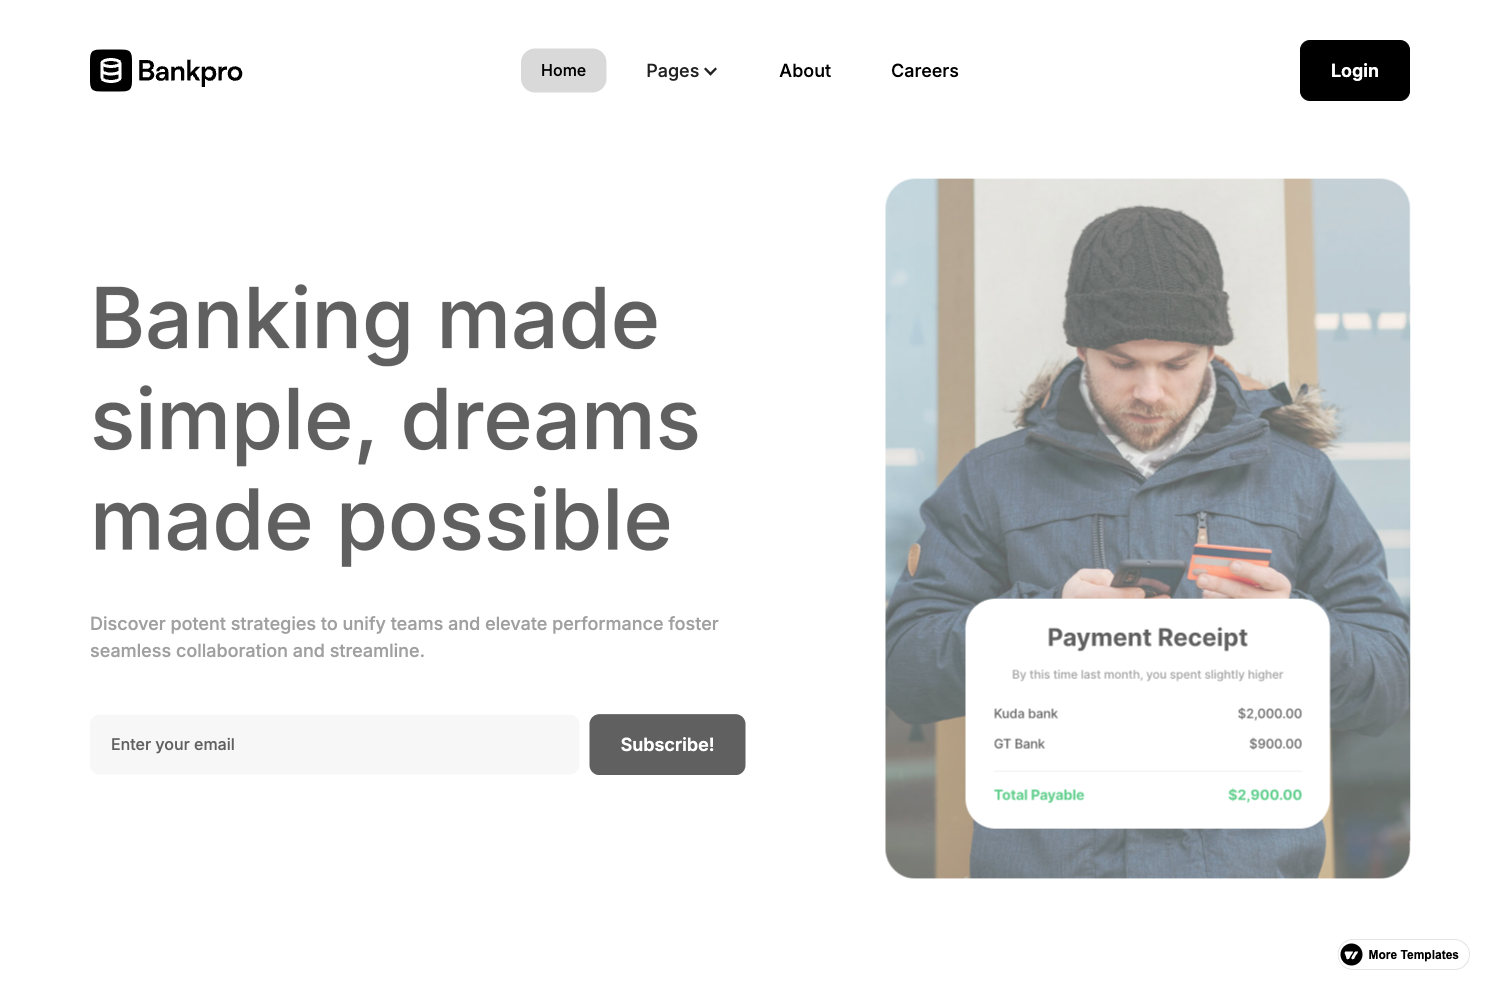 Bankpro
Home
Pages
About
Careers
Login
Banking made
simple, dreams
made possible
Discover potent strategies to unify teams and elevate performance foster
seamless collaboration and streamline.
Enter your email
Subscribe!
Payment Receipt
By this time last month, you spent slightly higher
Kuda bank $2,000.00
GT Bank $900.00
Total Payable $2,900.00
More Templates